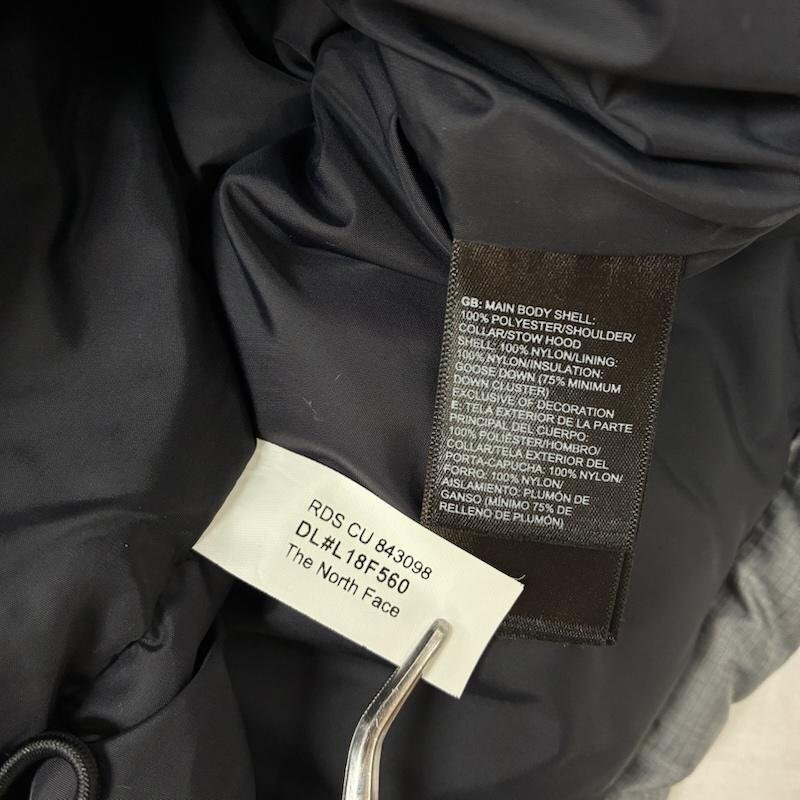 GB: MAIN BODY SHELL:
100% POLYESTER/SHOULDER/
COLLAR/STOW HOOD
SHELL: 100% NYLON/LINING:
100% NYLON/INSULATION:
GOOSE DOWN (75% MINIMUM
DOWN CLUSTER)
EXCLUSIVE OF DECORATION
E: TELA EXTERIOR DE LA PARTE
PRINCIPAL DEL CUERPO:
100% POLIÉSTER/HOMBRO/
COLLAR/TELA EXTERIOR DEL
PORTA-CAPUCHA: 100% NYLON/
FORRO: 100% NYLON/
AISLAMIENTO: PLUMÓN DE
GANSO (MÍNIMO 75% DE
RELLENO DE PLUMÓN)
RDS CU 843098
DL#L18F560
The North Face